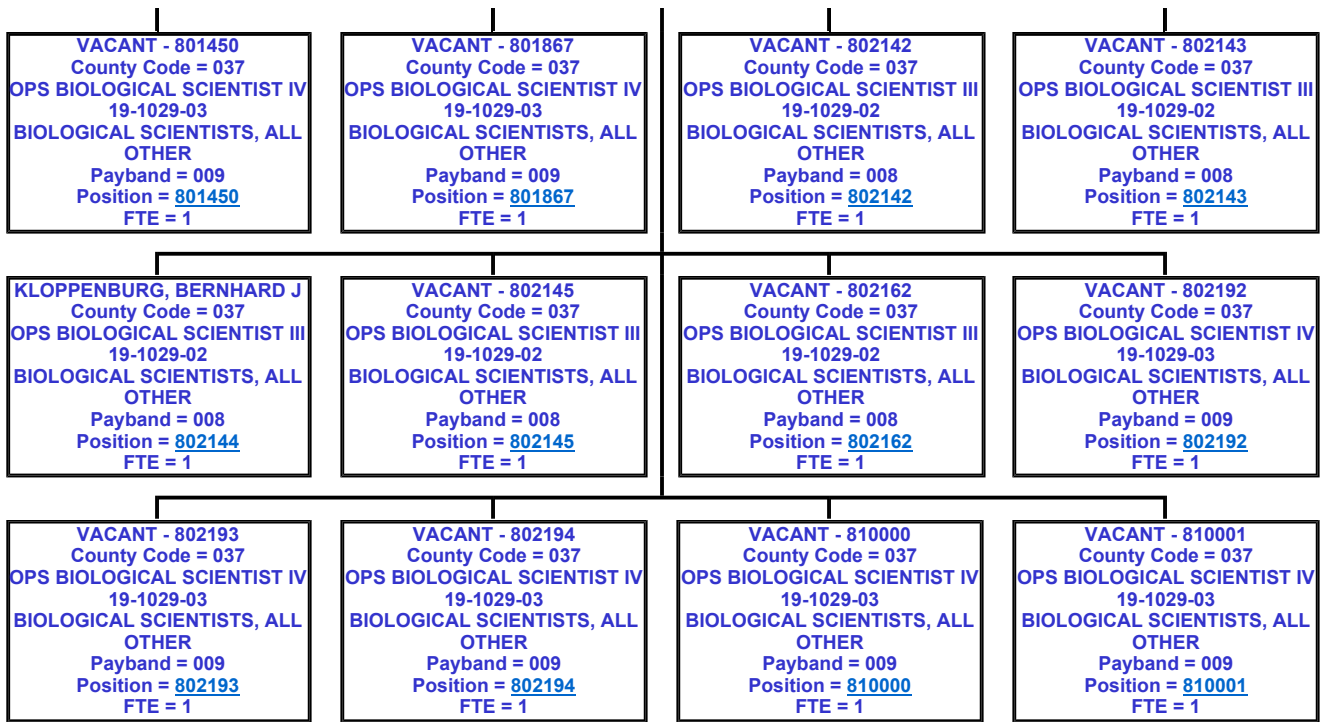 VACANT - 801450
County Code = 037
OPS BIOLOGICAL SCIENTIST IV
19-1029-03
BIOLOGICAL SCIENTISTS, ALL
OTHER
Payband = 009
Position = 801450
FTE = 1
VACANT - 801867
County Code = 037
OPS BIOLOGICAL SCIENTIST IV
19-1029-03
BIOLOGICAL SCIENTISTS, ALL
OTHER
Payband = 009
Position = 801867
FTE = 1
VACANT - 802142
County Code = 037
OPS BIOLOGICAL SCIENTIST III
19-1029-02
BIOLOGICAL SCIENTISTS, ALL
OTHER
Payband = 008
Position = 802142
FTE = 1
VACANT - 802143
County Code = 037
OPS BIOLOGICAL SCIENTIST III
19-1029-02
BIOLOGICAL SCIENTISTS, ALL
OTHER
Payband = 008
Position = 802143
FTE = 1
KLOPPENBURG, BERNHARD J
County Code = 037
OPS BIOLOGICAL SCIENTIST III
19-1029-02
BIOLOGICAL SCIENTISTS, ALL
OTHER
Payband = 008
Position = 802144
FTE = 1
VACANT - 802145
County Code = 037
OPS BIOLOGICAL SCIENTIST III
19-1029-02
BIOLOGICAL SCIENTISTS, ALL
OTHER
Payband = 008
Position = 802145
FTE = 1
VACANT - 802162
County Code = 037
OPS BIOLOGICAL SCIENTIST III
19-1029-02
BIOLOGICAL SCIENTISTS, ALL
OTHER
Payband = 008
Position = 802162
FTE = 1
VACANT - 802192
County Code = 037
OPS BIOLOGICAL SCIENTIST IV
19-1029-03
BIOLOGICAL SCIENTISTS, ALL
OTHER
Payband = 009
Position = 802192
FTE = 1
VACANT - 802193
County Code = 037
OPS BIOLOGICAL SCIENTIST IV
19-1029-03
BIOLOGICAL SCIENTISTS, ALL
OTHER
Payband = 009
Position = 802193
FTE = 1
VACANT - 802194
County Code = 037
OPS BIOLOGICAL SCIENTIST IV
19-1029-03
BIOLOGICAL SCIENTISTS, ALL
OTHER
Payband = 009
Position = 802194
FTE = 1
VACANT - 810000
County Code = 037
OPS BIOLOGICAL SCIENTIST IV
19-1029-03
BIOLOGICAL SCIENTISTS, ALL
OTHER
Payband = 009
Position = 810000
FTE = 1
VACANT - 810001
County Code = 037
OPS BIOLOGICAL SCIENTIST IV
19-1029-03
BIOLOGICAL SCIENTISTS, ALL
OTHER
Payband = 009
Position = 810001
FTE = 1